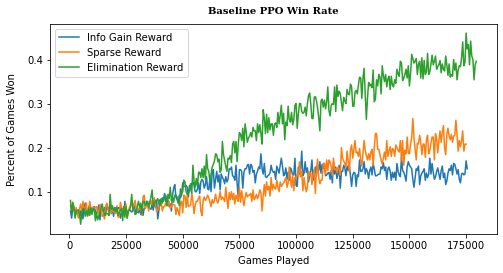 Baseline PPO Win Rate
Info Gain Reward
Sparse Reward
Elimination Reward
Percent of Games Won
0.4
0.3
0.2
0.1
0 25000 50000 75000 100000 125000 150000 175000
Games Played